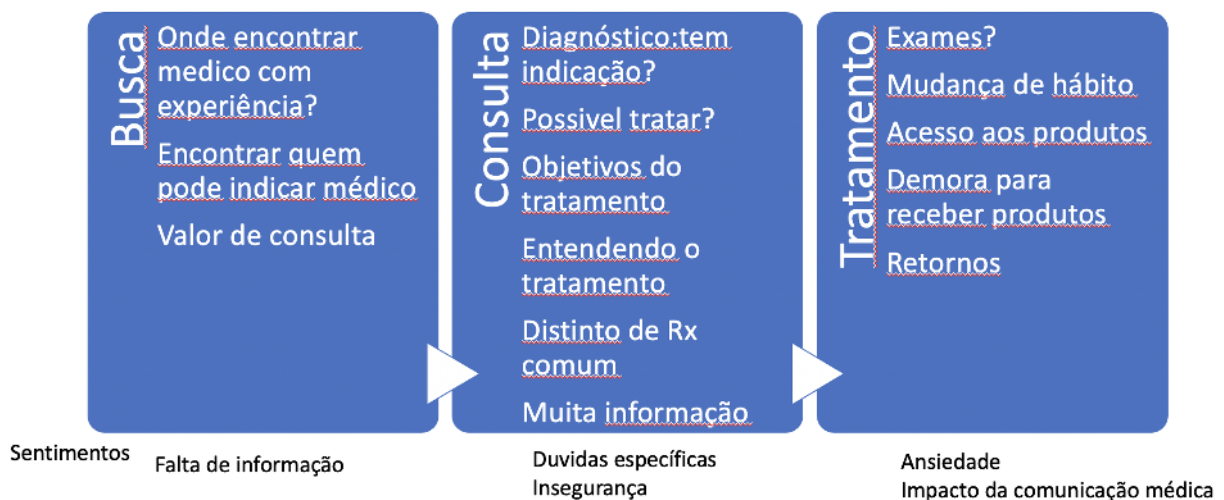 Busca
Onde encontrar
medico com
experiência?
Encontrar quem
pode indicar médico
Valor de consulta
Consulta
Diagnóstico:tem
indicação?
Possivel tratar?
Objetivos do
tratamento
Entendendo o
tratamento
Distinto de Rx
comum
Muita informação
Tratamento
Exames?
Mudança de hábito
Acesso aos produtos
Demora para
receber produtos
Retornos
Sentimentos
Falta de informação
Duvidas específicas
Insegurança
Ansiedade
Impacto da comunicação médica